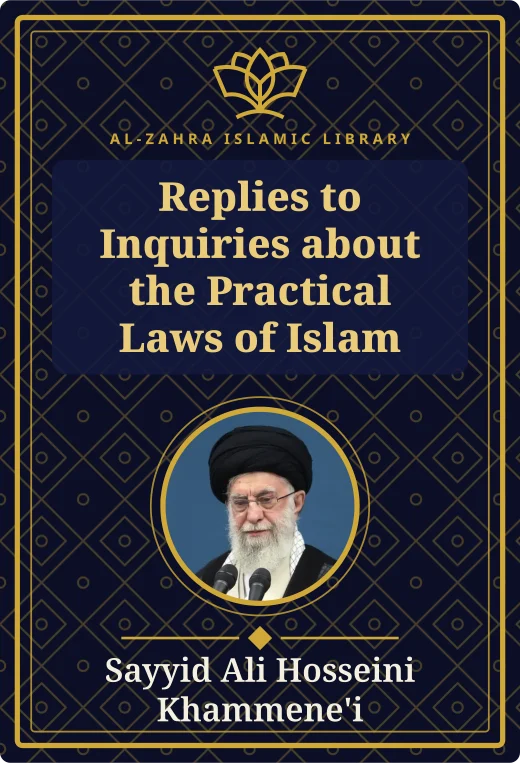 AL-ZAHRA ISLAMIC LIBRARY
Replies to
Inquiries about
the Practical
Laws of Islam
Sayyid Ali Hosseini
Khammene'i